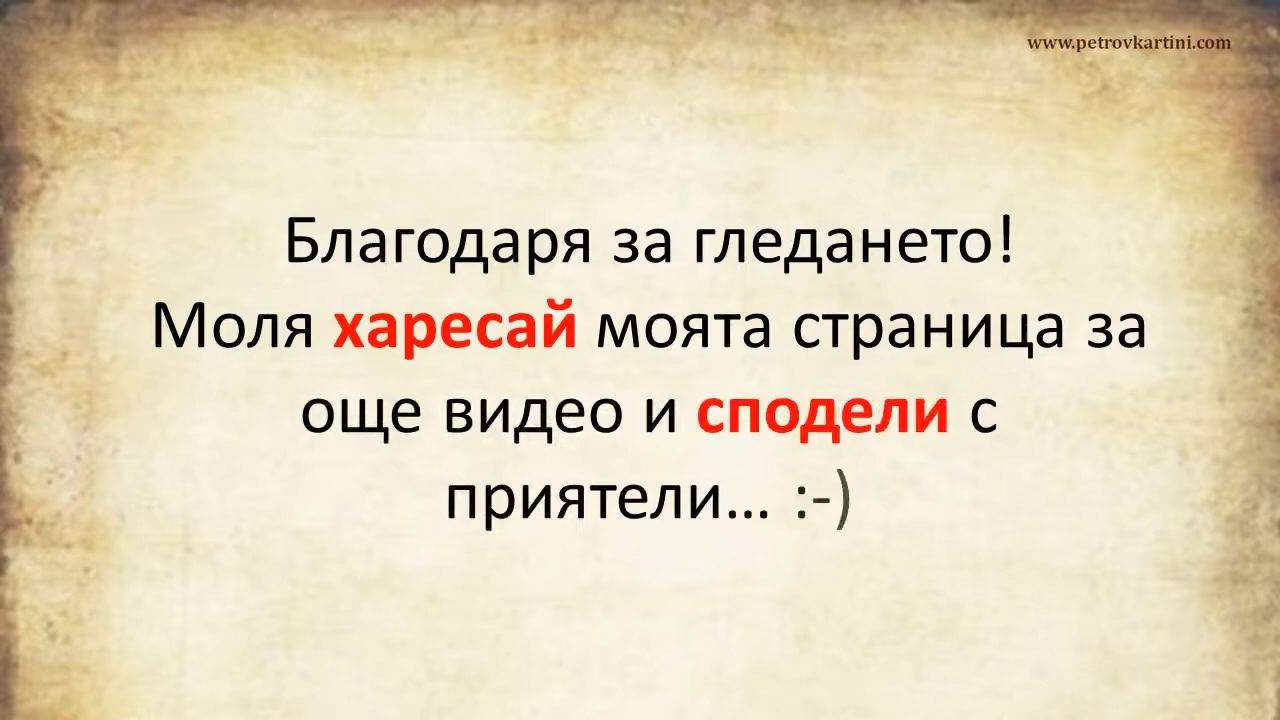 www.petrovkartini.com
Благодаря за гледането!
Моля харесай моята страница за
още видео и сподели с
приятели... :-)